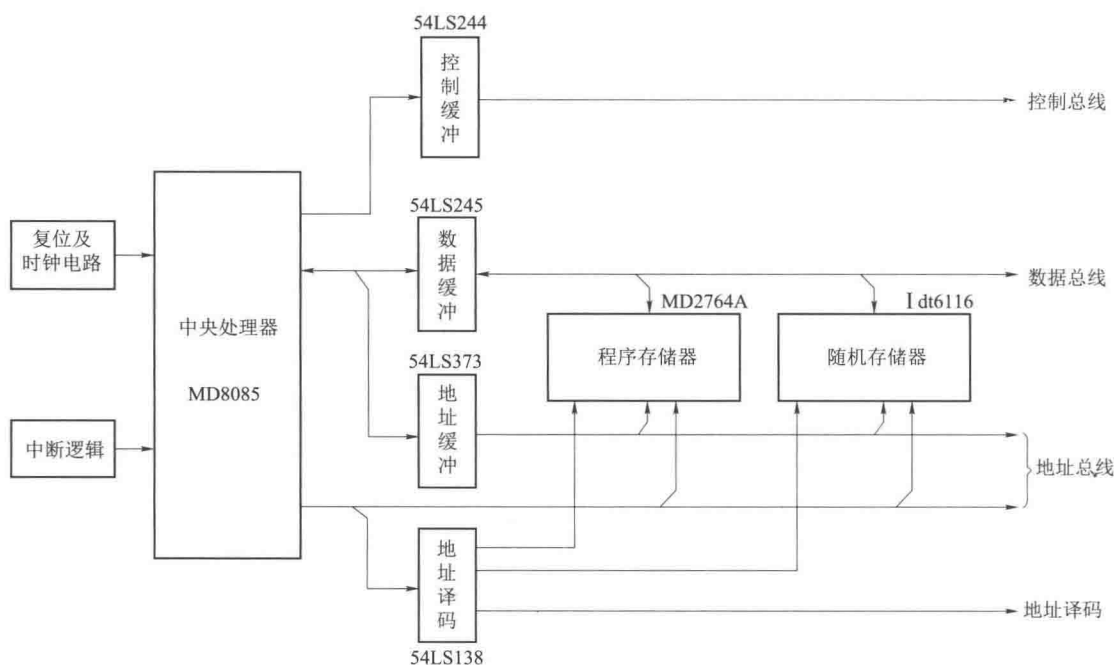 54LS244
控制缓冲
控制总线
54LS245
数据缓冲
数据总线
复位及
时钟电路
中央处理器
MD8085
MD2764A
程序存储器
Idt6116
随机存储器
54LS373
地址缓冲
中断逻辑
地址总线
地址译码
54LS138
地址译码